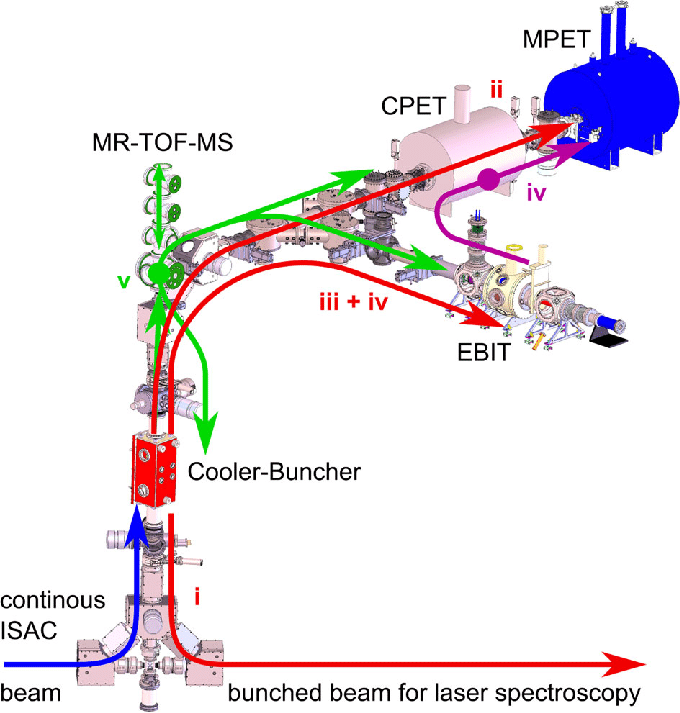 MPET
ii
CPET
MR-TOF-MS
iv
v
iii + iv
EBIT
Cooler-Buncher
i
continous
ISAC
beam
bunched beam for laser spectroscopy